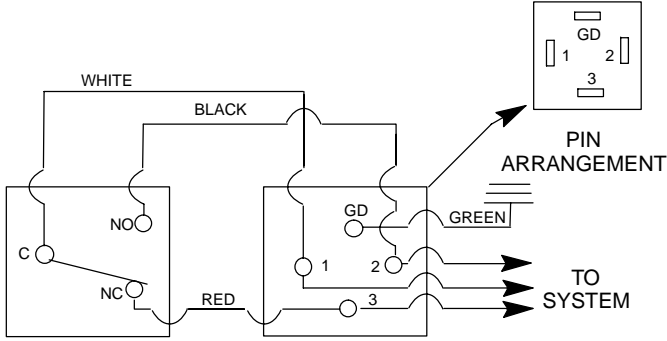 GD
1 2
3
WHITE
BLACK
PIN
ARRANGEMENT
NO
GD
GREEN
C
1
2
TO
SYSTEM
NC
RED
3